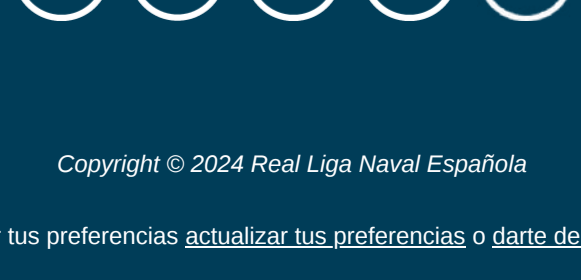 Copyright © 2024 Real Liga Naval Española
tus preferencias actualizar tus preferencias o darte de